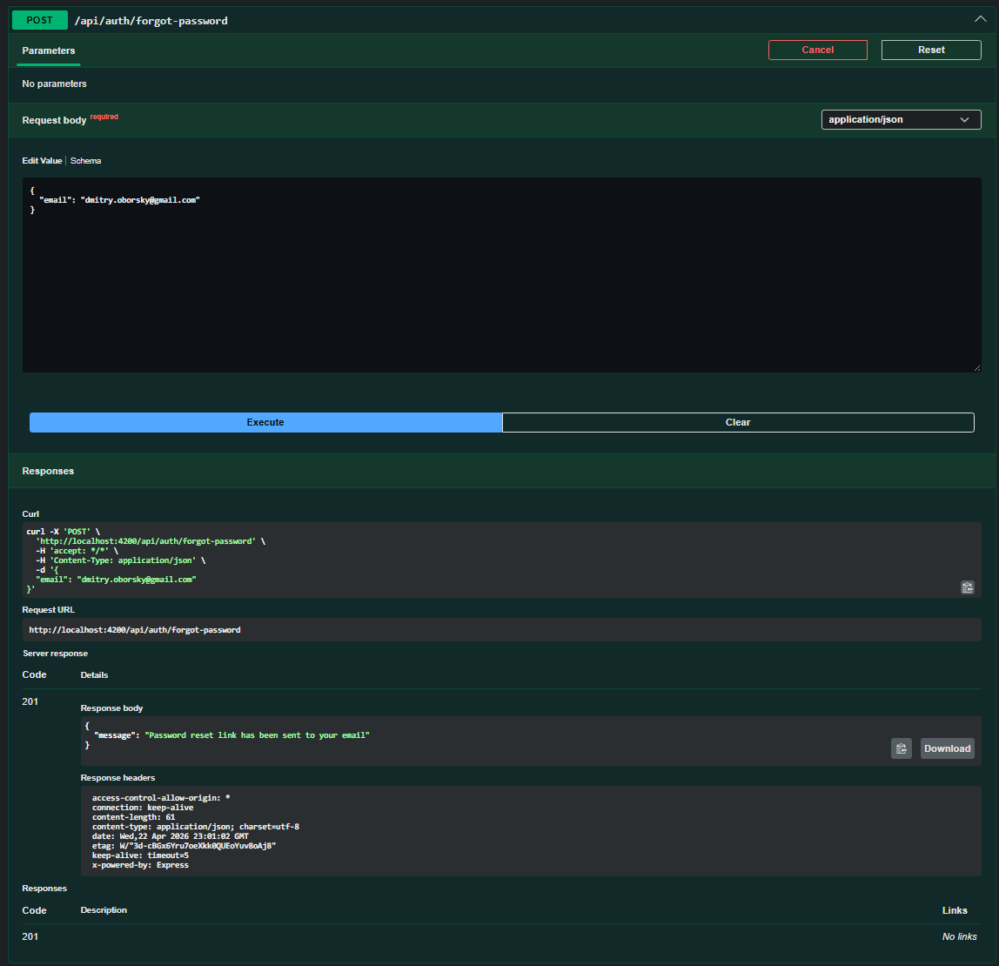 POST /api/auth/forgot-password
Parameters
Cancel
Reset
No parameters
Request body required
application/json
Edit Value | Schema
{
  "email": "dmitry.oborsky@gmail.com"
}
Execute
Clear
Responses
Curl
curl -X 'POST' \
  'http://localhost:4200/api/auth/forgot-password' \
  -H 'accept: */*' \
  -H 'Content-Type: application/json' \
  -d '{
  "email": "dmitry.oborsky@gmail.com"
}'
Request URL
http://localhost:4200/api/auth/forgot-password
Server response
Code Details
201
Response body
{
  "message": "Password reset link has been sent to your email"
}
Download
Response headers
access-control-allow-origin: *
connection: keep-alive
content-length: 61
content-type: application/json; charset=utf-8
date: Wed,22 Apr 2026 23:01:02 GMT
etag: W/"3d-cBGx6Yru7oeXkk0QUEoYuv8oAj8"
keep-alive: timeout=5
x-powered-by: Express
Responses
Code Description Links
201 No links